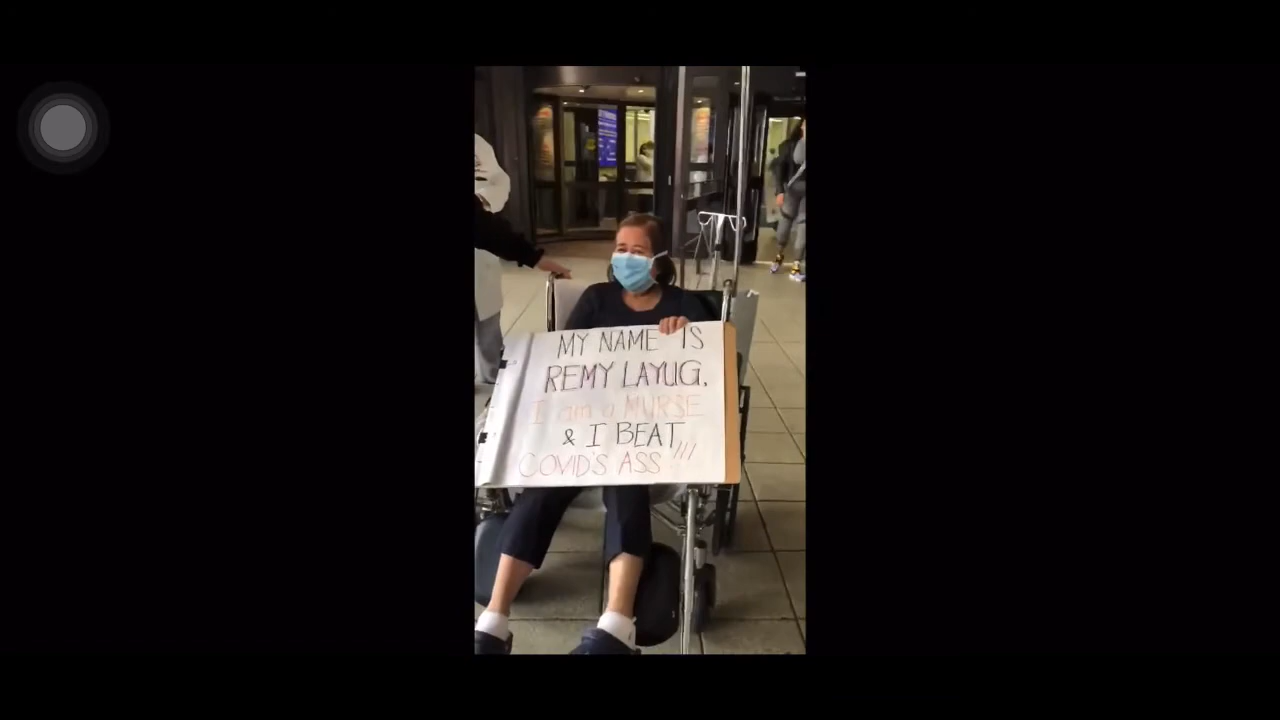 MY NAME IS
REMY LAYUG.
I am a NURSE
& I BEAT
COVID'S ASS!!!